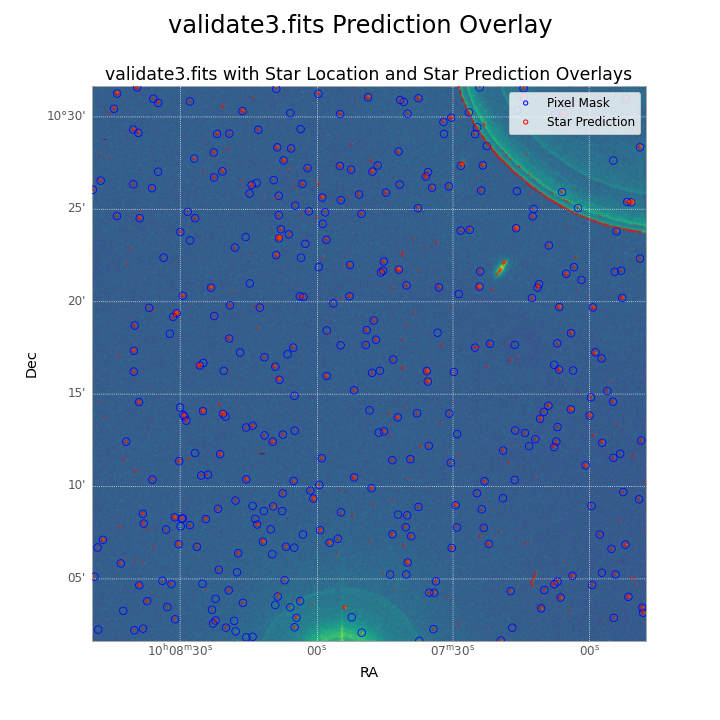 validate3.fits Prediction Overlay
validate3.fits with Star Location and Star Prediction Overlays
Pixel Mask
Star Prediction
10°30'
25'
20'
15'
10'
05'
Dec
10ʰ08ᵐ30ˢ
00ˢ
07ᵐ30ˢ
00ˢ
RA